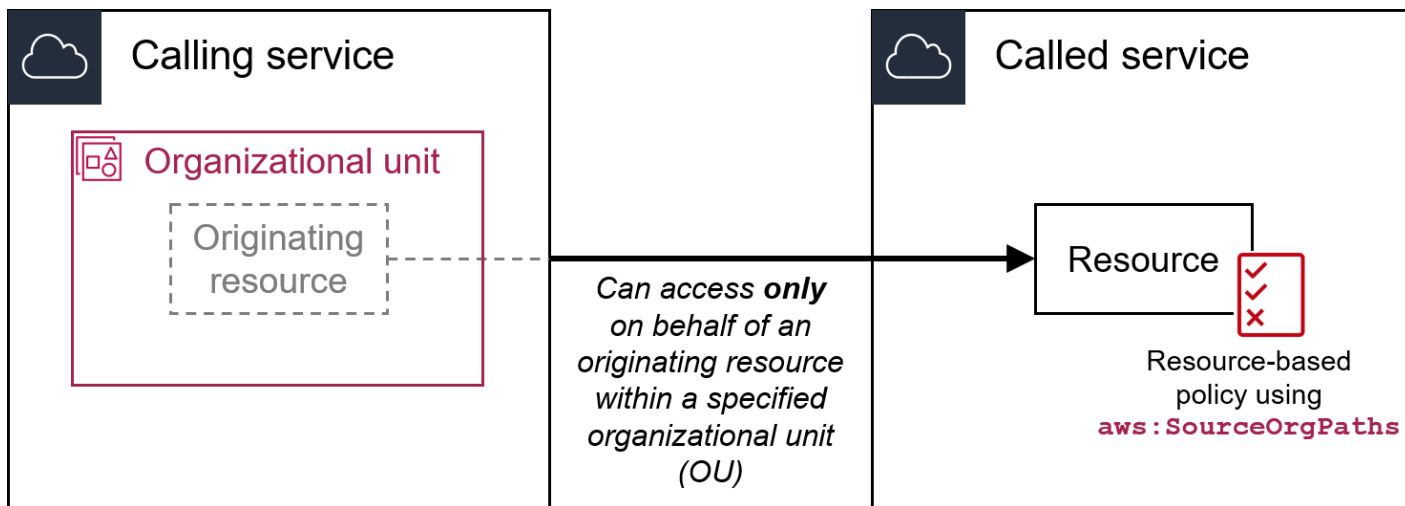 Calling service
Organizational unit
Originating
resource
Can access only
on behalf of an
originating resource
within a specified
organizational unit
(OU)
Called service
Resource
Resource-based
policy using
aws:SourceOrgPaths